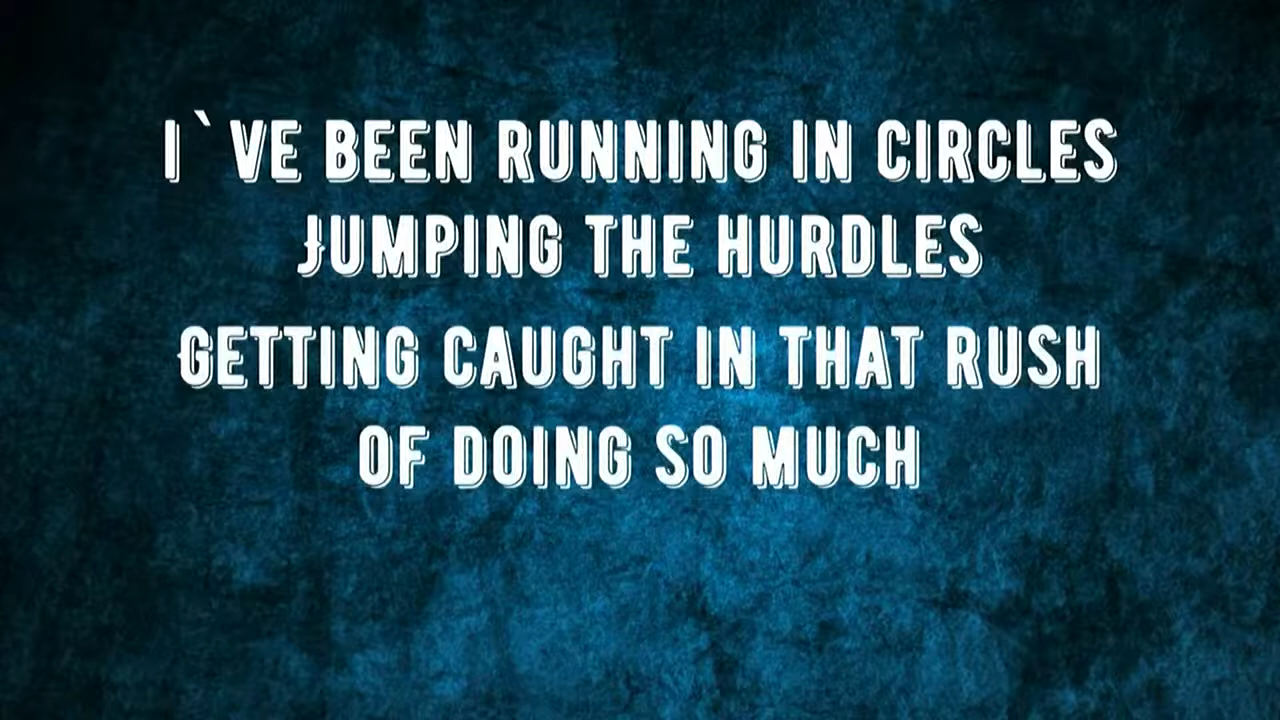 I`VE BEEN RUNNING IN CIRCLES
JUMPING THE HURDLES
GETTING CAUGHT IN THAT RUSH
OF DOING SO MUCH